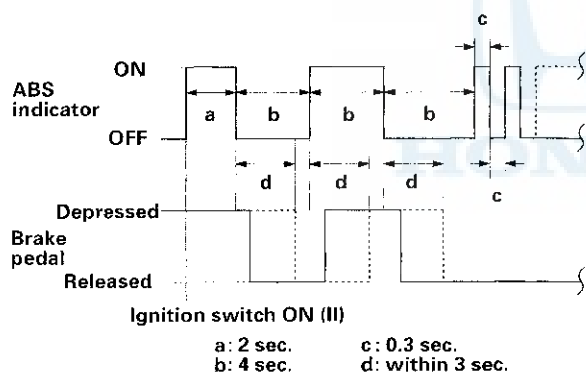 c
ON
ABS
indicator
a b b b
OFF
d d d
c
Depressed
Brake
pedal
Released
Ignition switch ON (II)
a: 2 sec. c: 0.3 sec.
b: 4 sec. d: within 3 sec.
HON